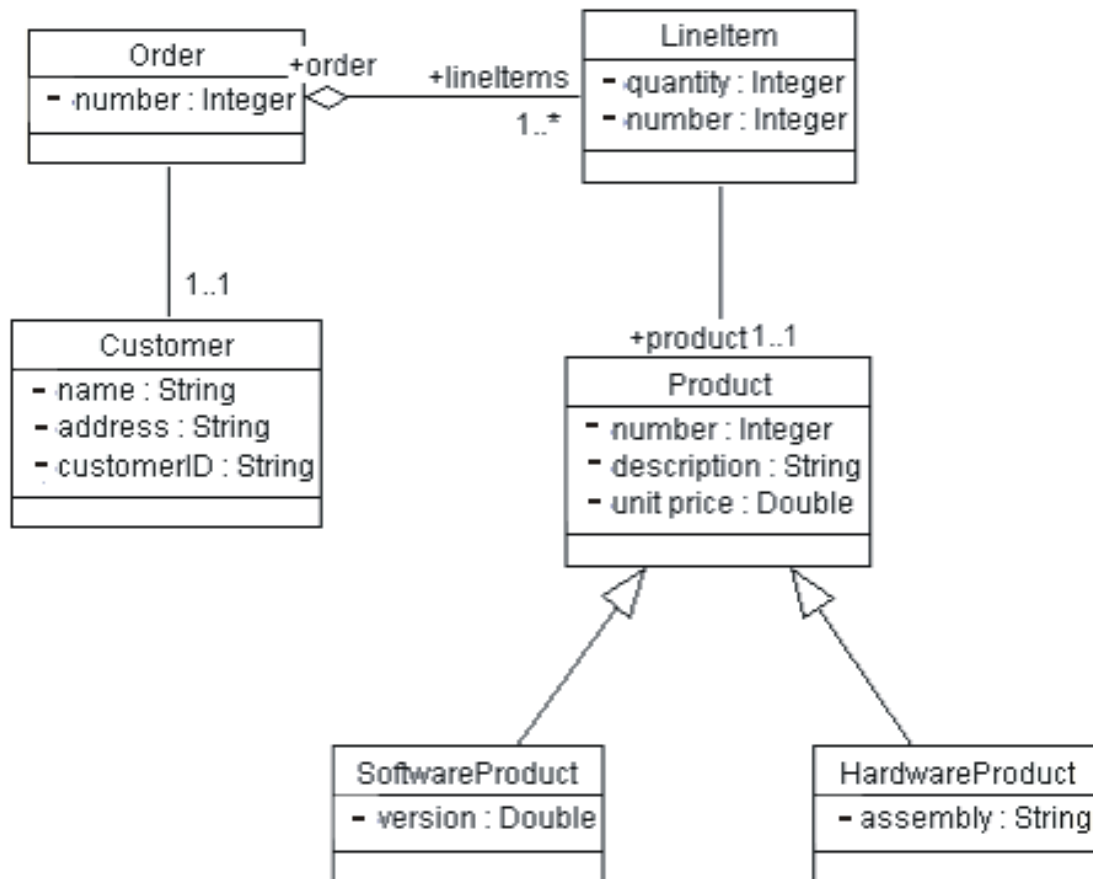 Order
- number : Integer
+order
+lineItems
1..*
LineItem
- quantity : Integer
- number : Integer
1..1
Customer
- name : String
- address : String
- customerID : String
+product 1..1
Product
- number : Integer
- description : String
- unit price : Double
SoftwareProduct
- version : Double
HardwareProduct
- assembly : String